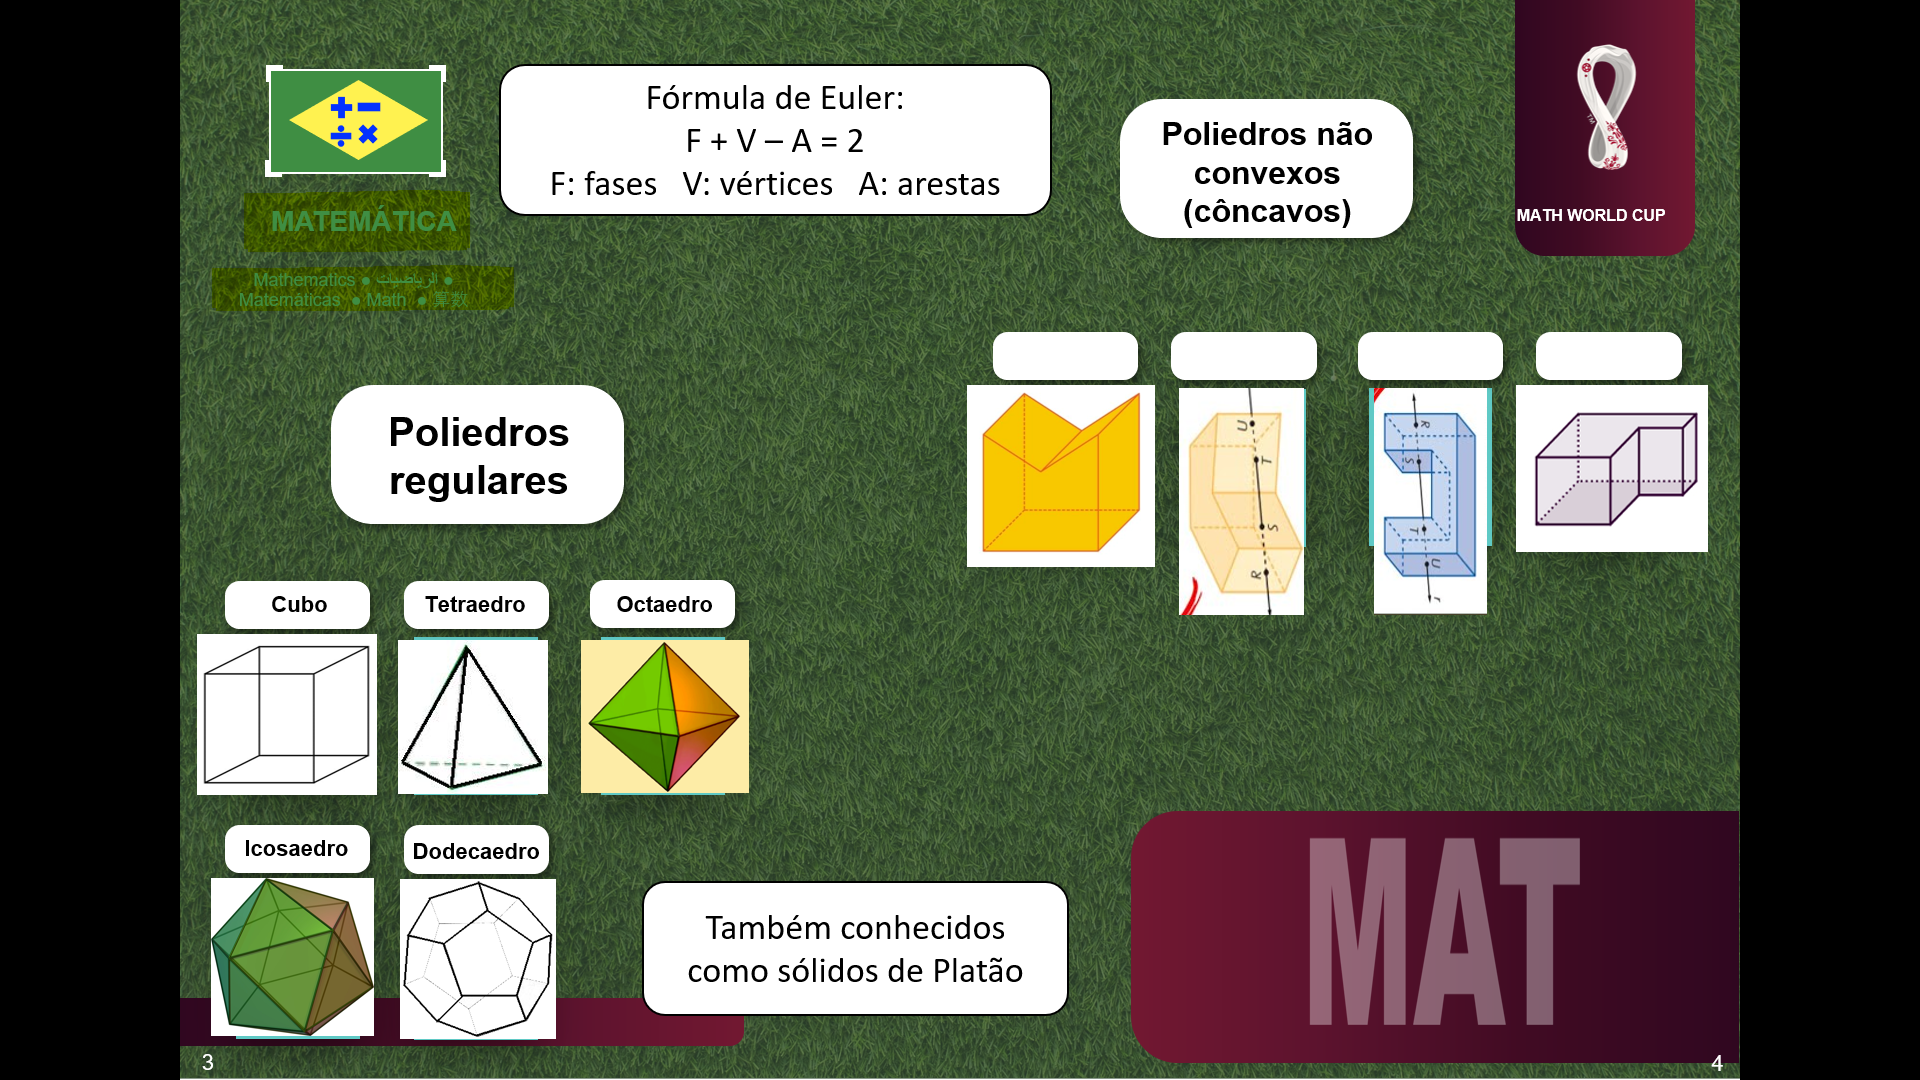 Fórmula de Euler:
F + V – A = 2
F: fases   V: vértices   A: arestas
Poliedros não
convexos
(côncavos)
TM
MATH WORLD CUP
MATEMÁTICA
Mathematics ● الرياضيات ●
Matemáticas ● Math ● 算数
Poliedros
regulares
U
T
S
R
R
S
T
U
r
Cubo
Tetraedro
Octaedro
Icosaedro
Dodecaedro
Também conhecidos
como sólidos de Platão
MAT
3
4